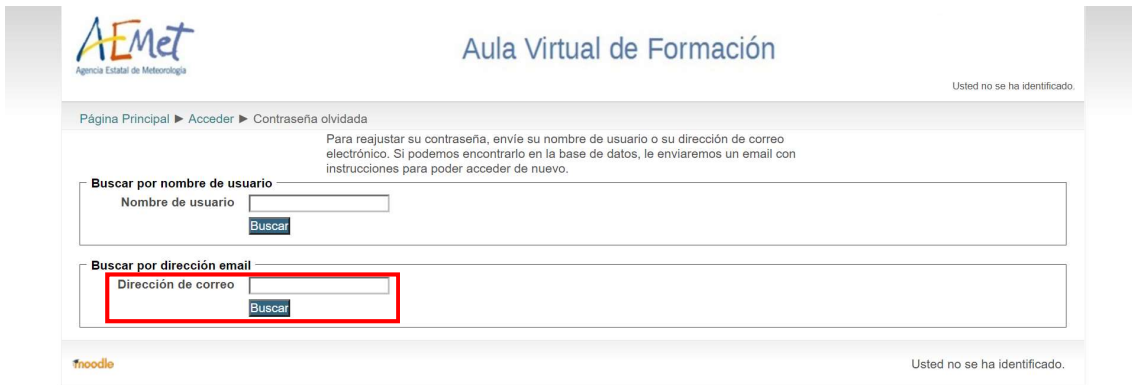 AEMet
Agencia Estatal de Meteorología
Aula Virtual de Formación
Usted no se ha identificado.
Página Principal ► Acceder ► Contraseña olvidada
Para reajustar su contraseña, envíe su nombre de usuario o su dirección de correo
electrónico. Si podemos encontrarlo en la base de datos, le enviaremos un email con
instrucciones para poder acceder de nuevo.
Buscar por nombre de usuario
Nombre de usuario
Buscar
Buscar por dirección email
Dirección de correo
Buscar
moodle
Usted no se ha identificado.